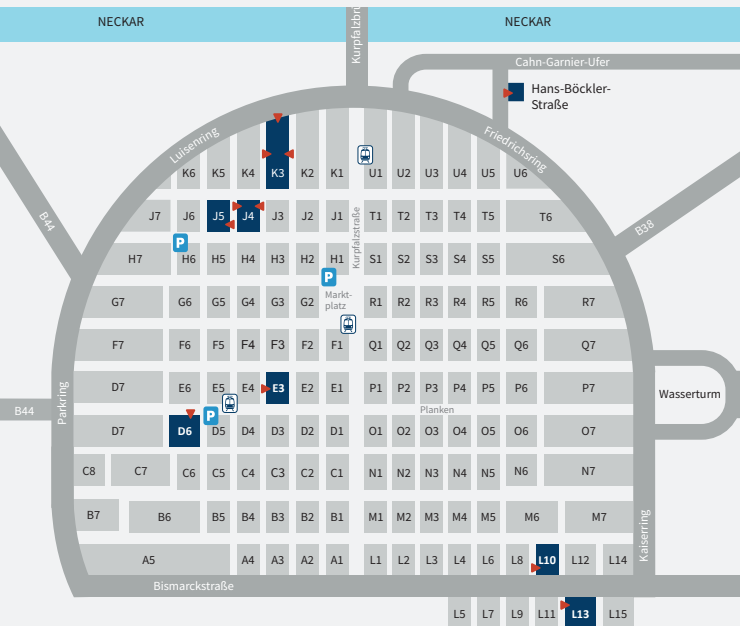 NECKAR
NECKAR
Kurpfalzbrü
Cahn-Garnier-Ufer
Hans-Böckler-
Straße
Luisenring
Friedrichsring
K6 K5 K4 K3 K2 K1 U1 U2 U3 U4 U5 U6
J7 J6 J5 J4 J3 J2 J1 T1 T2 T3 T4 T5 T6
B44
Kurpfalzstraße
B38
P
H7 H6 H5 H4 H3 H2 H1 S1 S2 S3 S4 S5 S6
P
Markt-
platz
G7 G6 G5 G4 G3 G2 R1 R2 R3 R4 R5 R6 R7
F7 F6 F5 F4 F3 F2 F1 Q1 Q2 Q3 Q4 Q5 Q6 Q7
D7 E6 E5 E4 E3 E2 E1 P1 P2 P3 P4 P5 P6 P7
Wasserturm
Parkring
B44
P
Planken
D7 D6 D5 D4 D3 D2 D1 O1 O2 O3 O4 O5 O6 O7
C8 C7 C6 C5 C4 C3 C2 C1 N1 N2 N3 N4 N5 N6 N7
B7 B6 B5 B4 B3 B2 B1 M1 M2 M3 M4 M5 M6 M7
Kaiserring
A5 A4 A3 A2 A1 L1 L2 L3 L4 L6 L8 L10 L12 L14
Bismarckstraße
L5 L7 L9 L11 L13 L15